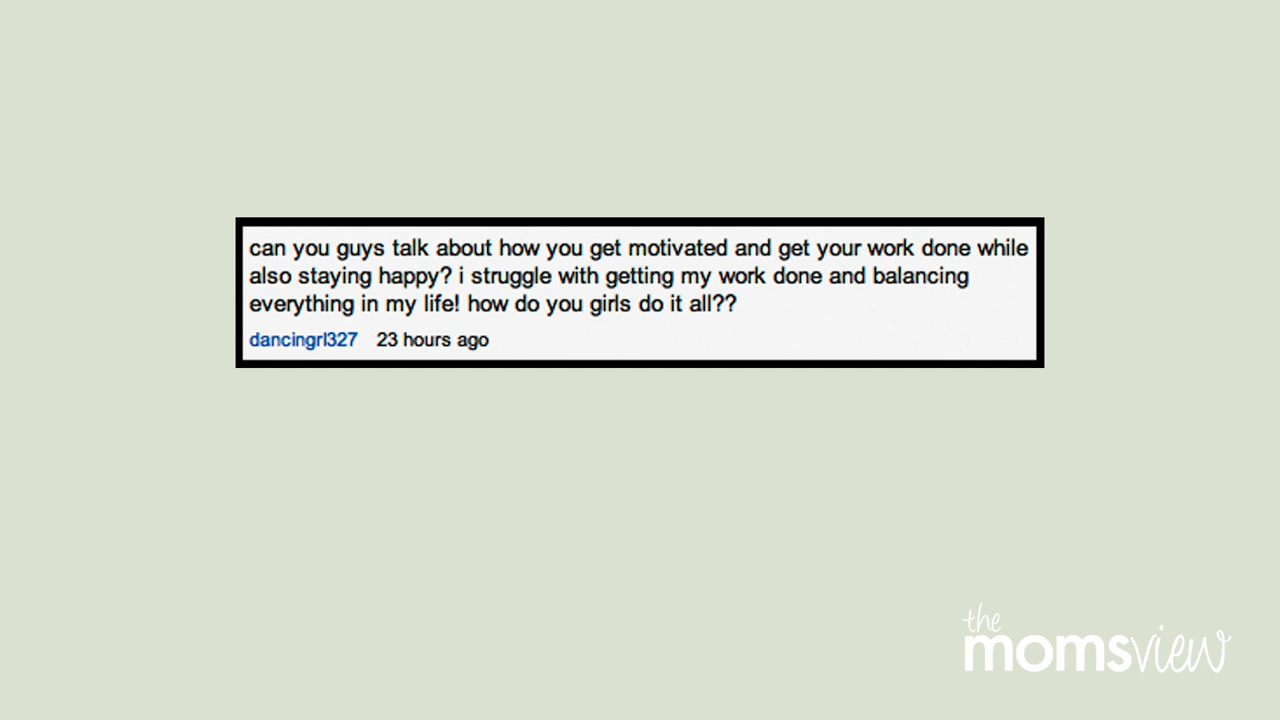 can you guys talk about how you get motivated and get your work done while
also staying happy? i struggle with getting my work done and balancing
everything in my life! how do you girls do it all??
dancingrl327 23 hours ago
the
momsview